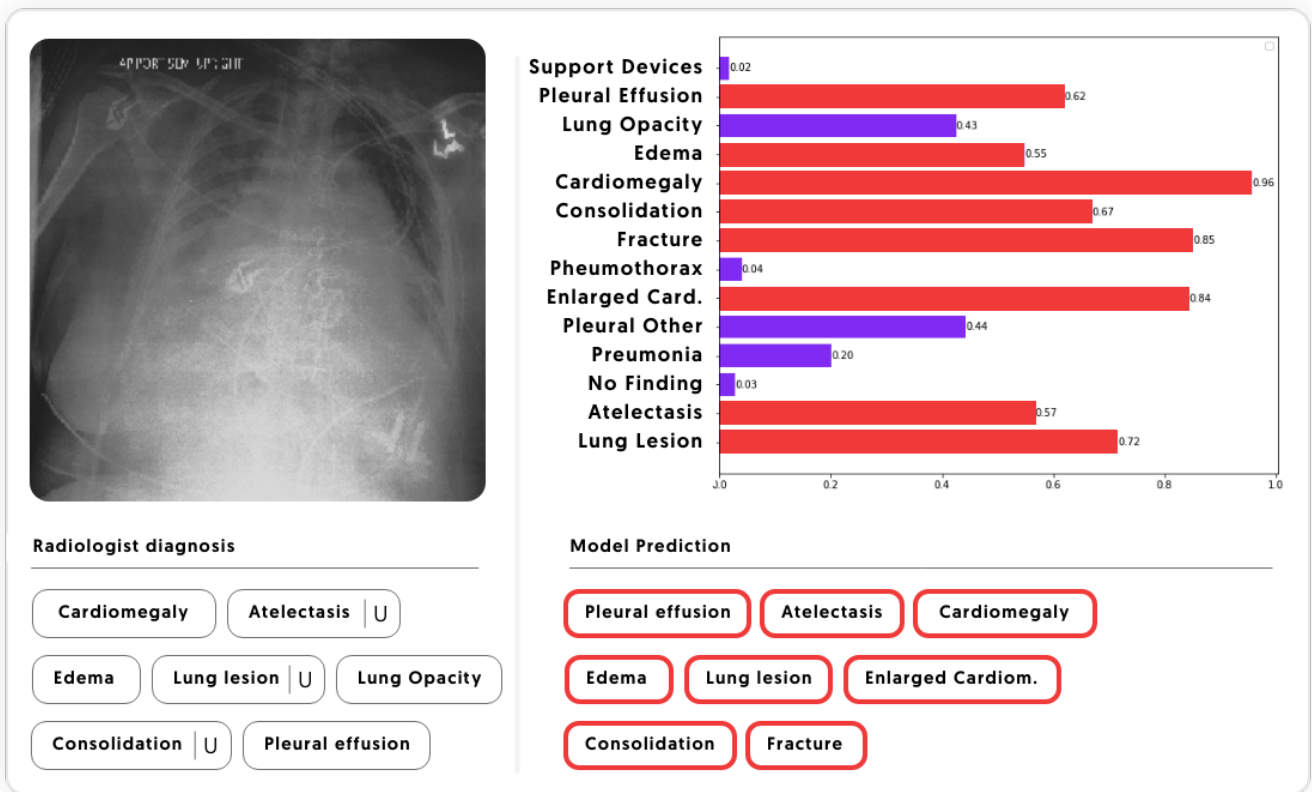 Support Devices 0.02
Pleural Effusion 0.62
Lung Opacity 0.43
Edema 0.55
Cardiomegaly 0.96
Consolidation 0.67
Fracture 0.85
Pheumothorax 0.04
Enlarged Card. 0.84
Pleural Other 0.44
Preumonia 0.20
No Finding 0.03
Atelectasis 0.57
Lung Lesion 0.72
0.0 0.2 0.4 0.6 0.8 1.0
Radiologist diagnosis
Cardiomegaly Atelectasis | U
Edema Lung lesion | U Lung Opacity
Consolidation | U Pleural effusion
Model Prediction
Pleural effusion Atelectasis Cardiomegaly
Edema Lung lesion Enlarged Cardiom.
Consolidation Fracture